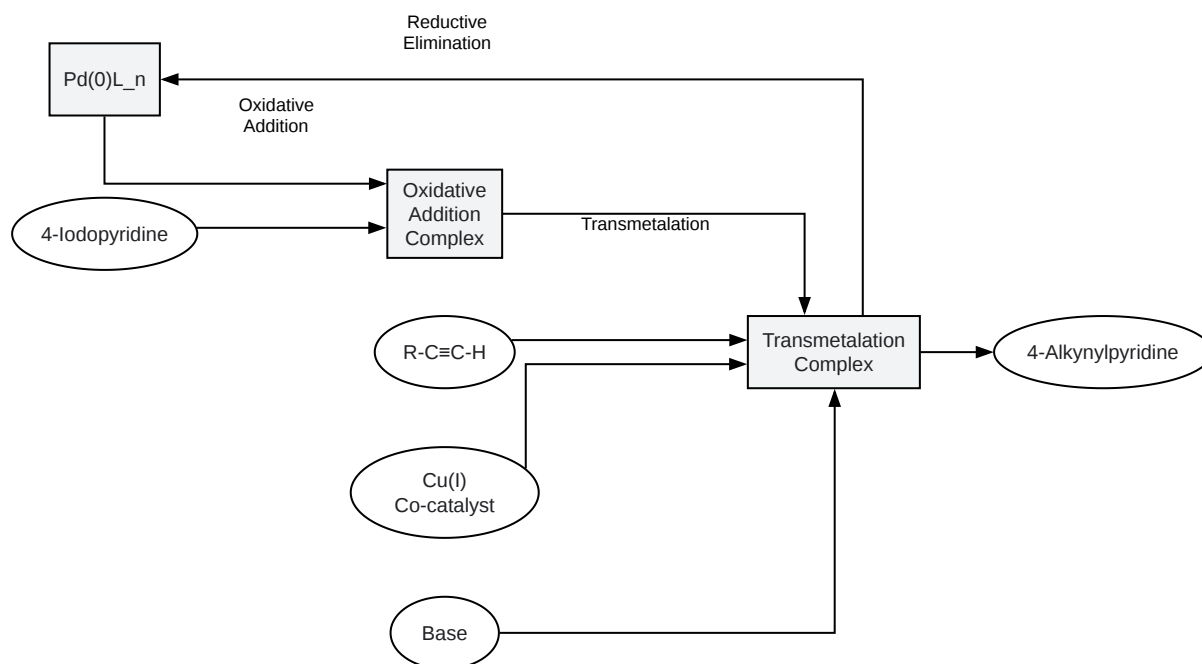 Reductive
Elimination
Pd(0)L_n
Oxidative
Addition
Oxidative
Addition
Complex
4-Iodopyridine
Transmetalation
R-C≡C-H
Transmetalation
Complex
4-Alkynylpyridine
Cu(I)
Co-catalyst
Base